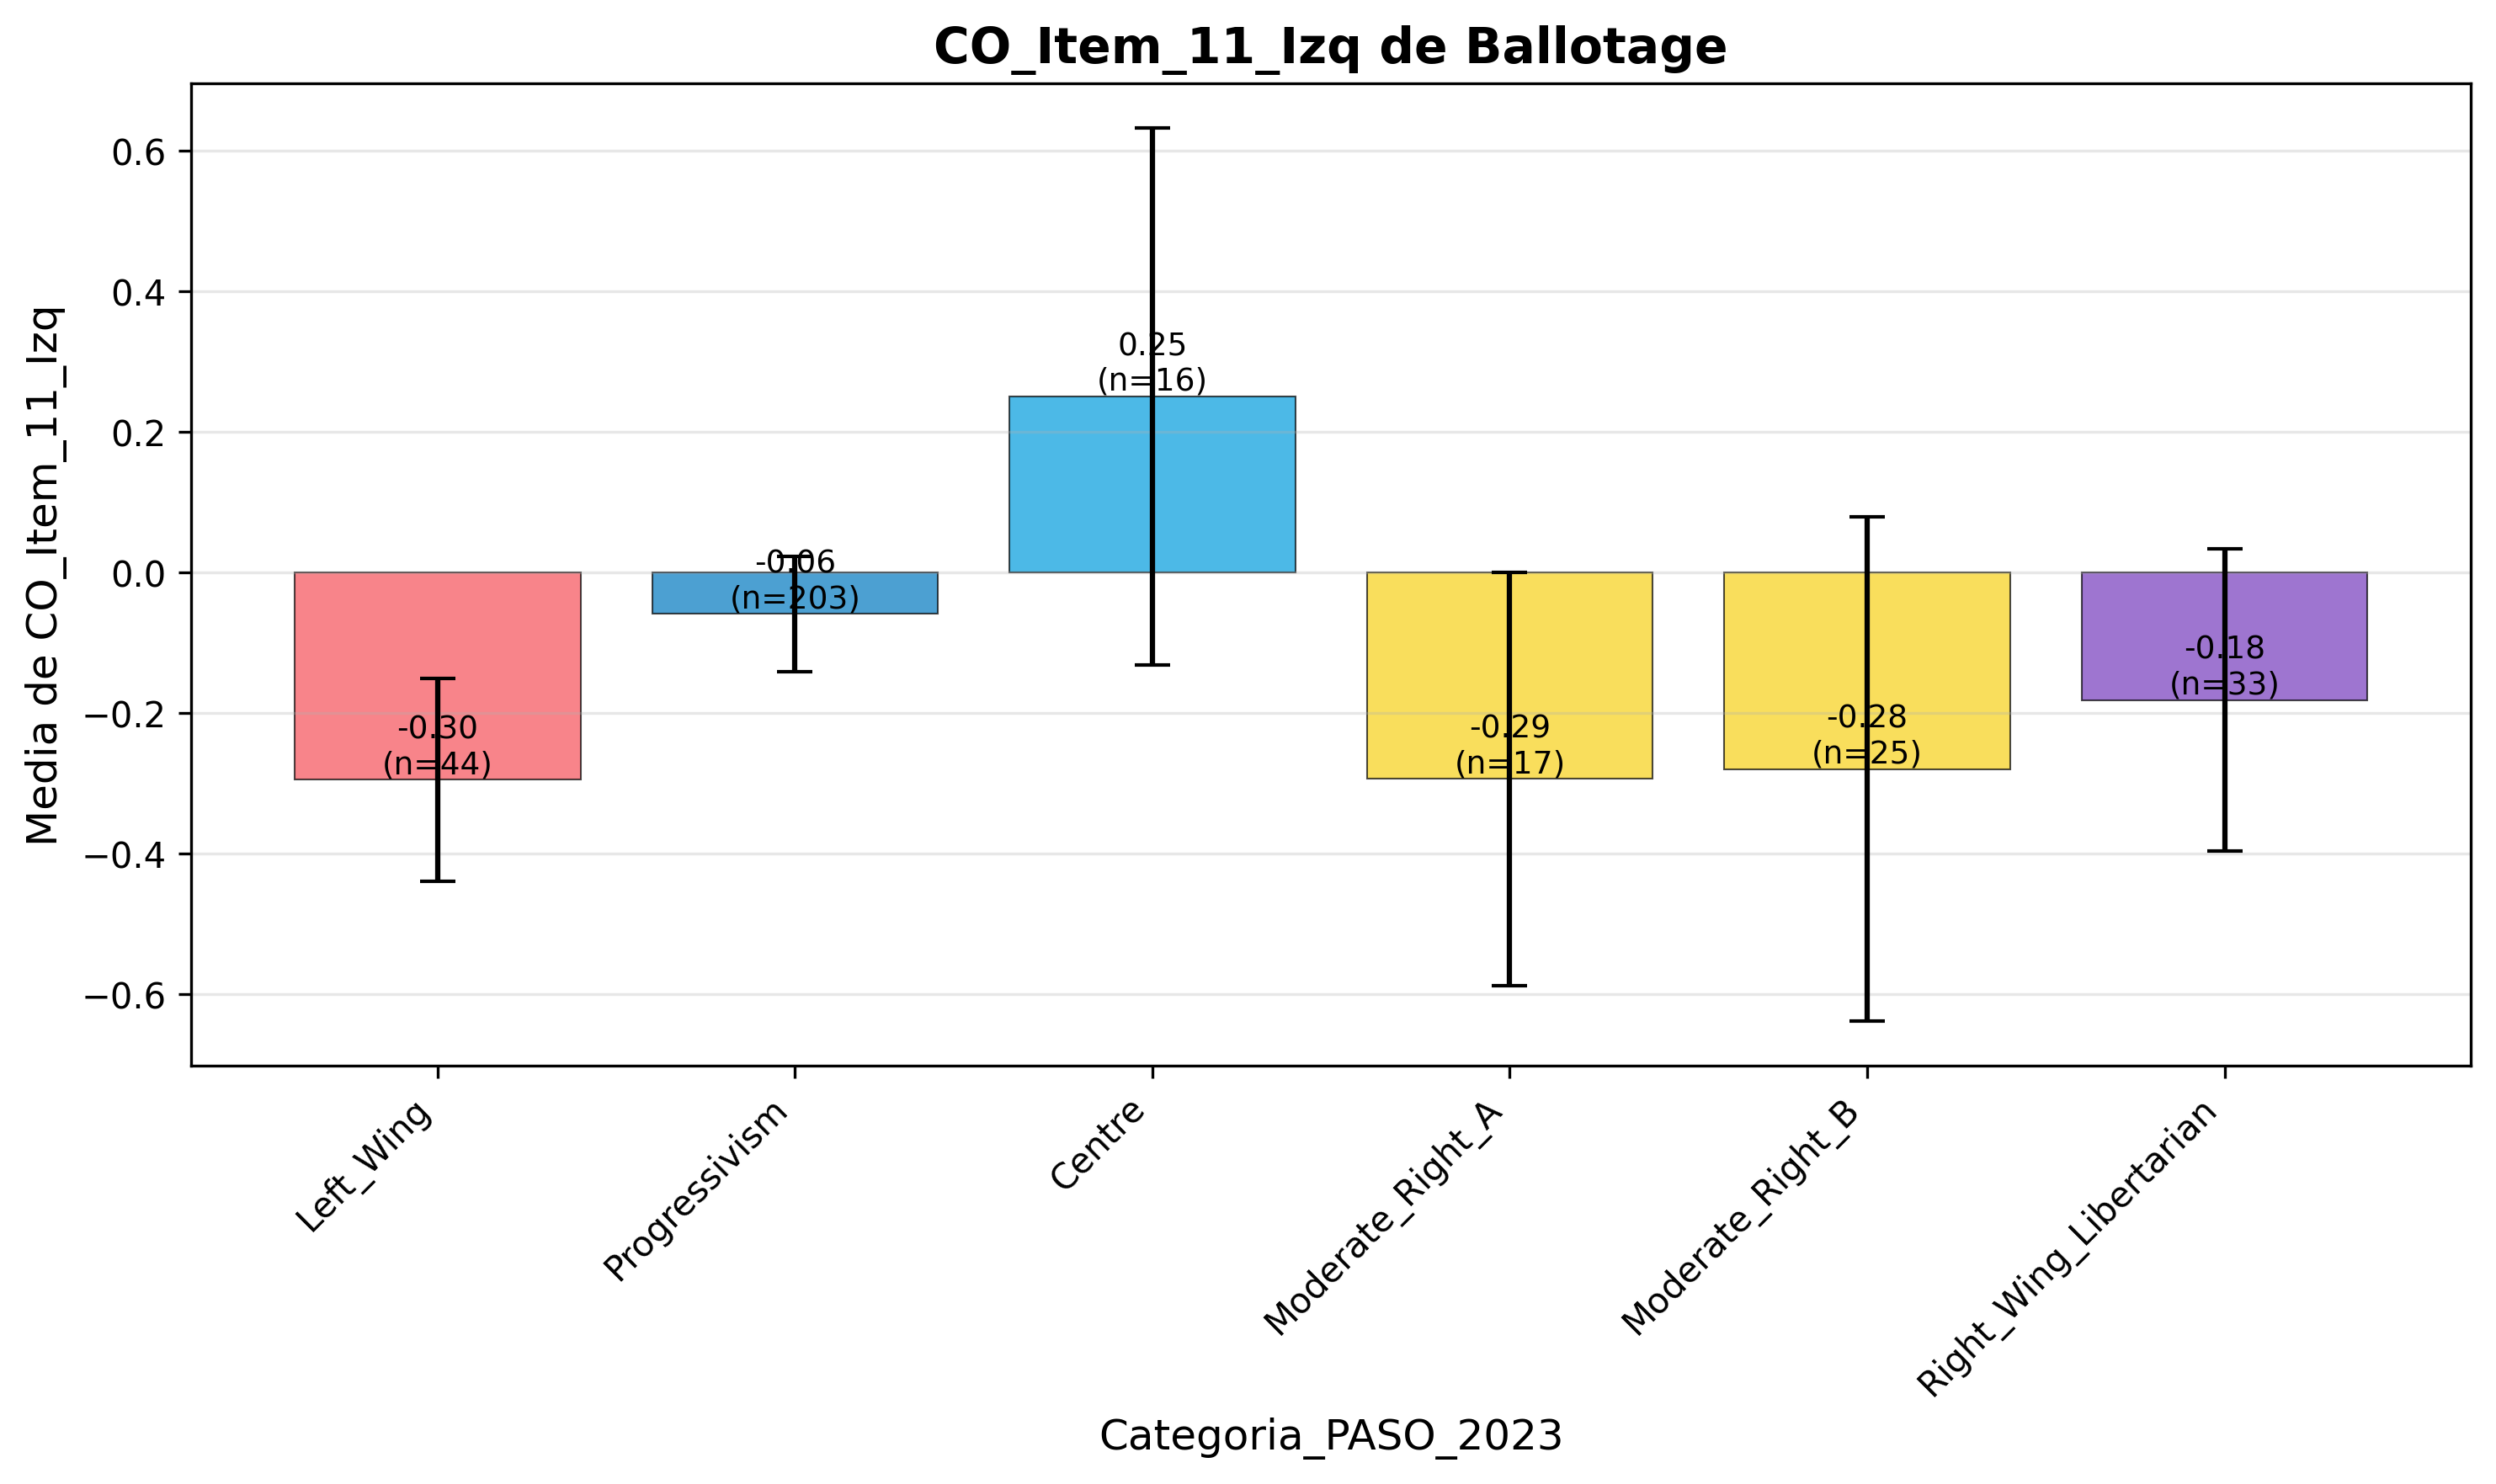 CO_Item_11_Izq de Ballotage
Media de CO_Item_11_Izq
0.6
0.4
0.2
0.0
−0.2
−0.4
−0.6
-0.30
(n=44)
-0.06
(n=203)
0.25
(n=16)
-0.29
(n=17)
-0.28
(n=25)
-0.18
(n=33)
Left_Wing
Progressivism
Centre
Moderate_Right_A
Moderate_Right_B
Right_Wing_Libertarian
Categoria_PASO_2023